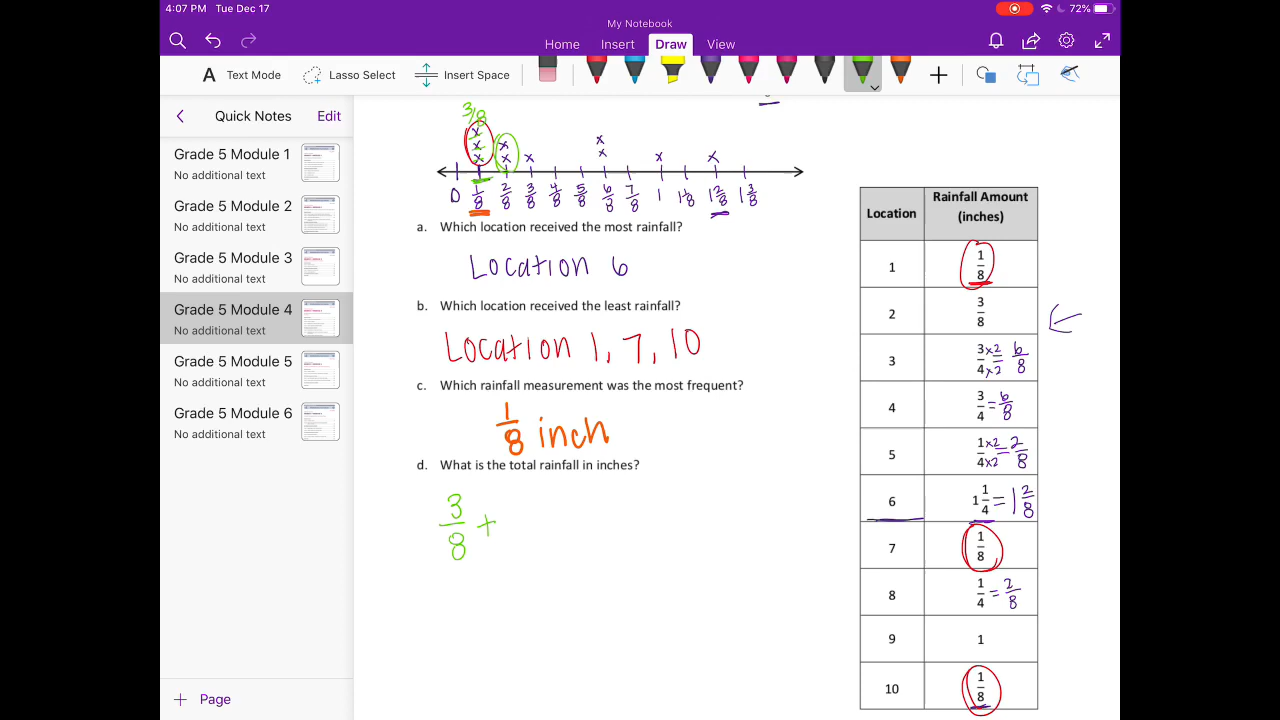 4:07 PM Tue Dec 17
72%
My Notebook
Home Insert Draw View
A Text Mode
Lasso Select
Insert Space
Quick Notes
Edit
Grade 5 Module 1
No additional text
Grade 5 Module 2
No additional text
Grade 5 Module 3
No additional text
Grade 5 Module 4
No additional text
Grade 5 Module 5
No additional text
Grade 5 Module 6
No additional text
+ Page
3/8
x x
x x x x
x x x x x x
0 1/8 2/8 3/8 4/8 5/8 6/8 7/8 1 1 1/8 1 2/8 1 3/8
a. Which location received the most rainfall?
Location 6
b. Which location received the least rainfall?
Location 1, 7, 10
c. Which rainfall measurement was the most frequent?
1/8 inch
d. What is the total rainfall in inches?
3/8 +
Location Rainfall Amount (inches)
1 1/8
2 3/8
3 3/4 x2/x2 = 6/8
4 3/4 = 6/8
5 1/4 x2/x2 = 2/8
6 1 1/4 = 1 2/8
7 1/8
8 1/4 = 2/8
9 1
10 1/8